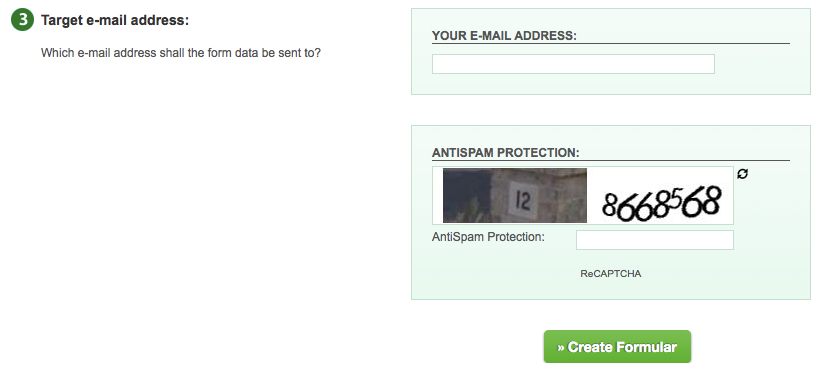 3 Target e-mail address:
Which e-mail address shall the form data be sent to?
YOUR E-MAIL ADDRESS:
ANTISPAM PROTECTION:
12 8668568
AntiSpam Protection:
ReCAPTCHA
» Create Formular